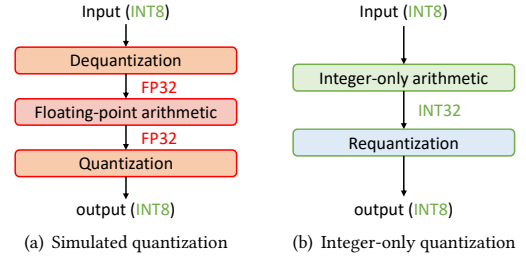 Input (INT8)
Dequantization
FP32
Floating-point arithmetic
FP32
Quantization
output (INT8)
(a) Simulated quantization
Input (INT8)
Integer-only arithmetic
INT32
Requantization
output (INT8)
(b) Integer-only quantization